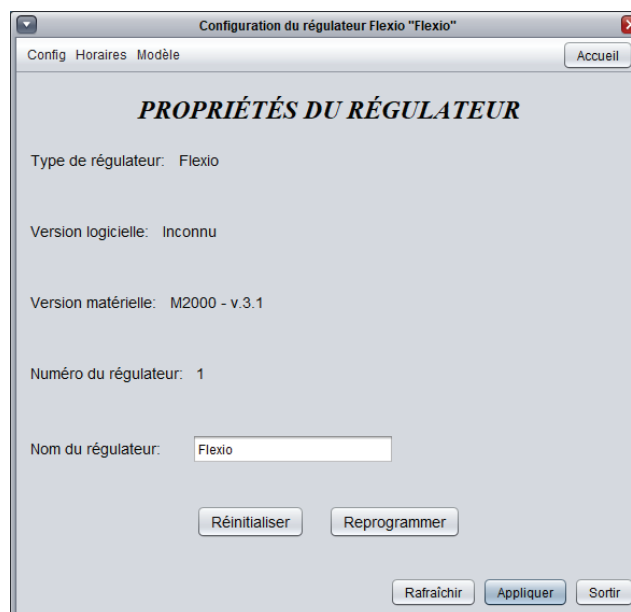 Configuration du régulateur Flexio "Flexio"
Config Horaires Modèle Accueil
PROPRIÉTÉS DU RÉGULATEUR
Type de régulateur: Flexio
Version logicielle: Inconnu
Version matérielle: M2000 - v.3.1
Numéro du régulateur: 1
Nom du régulateur: Flexio
Réinitialiser Reprogrammer
Rafraîchir Appliquer Sortir